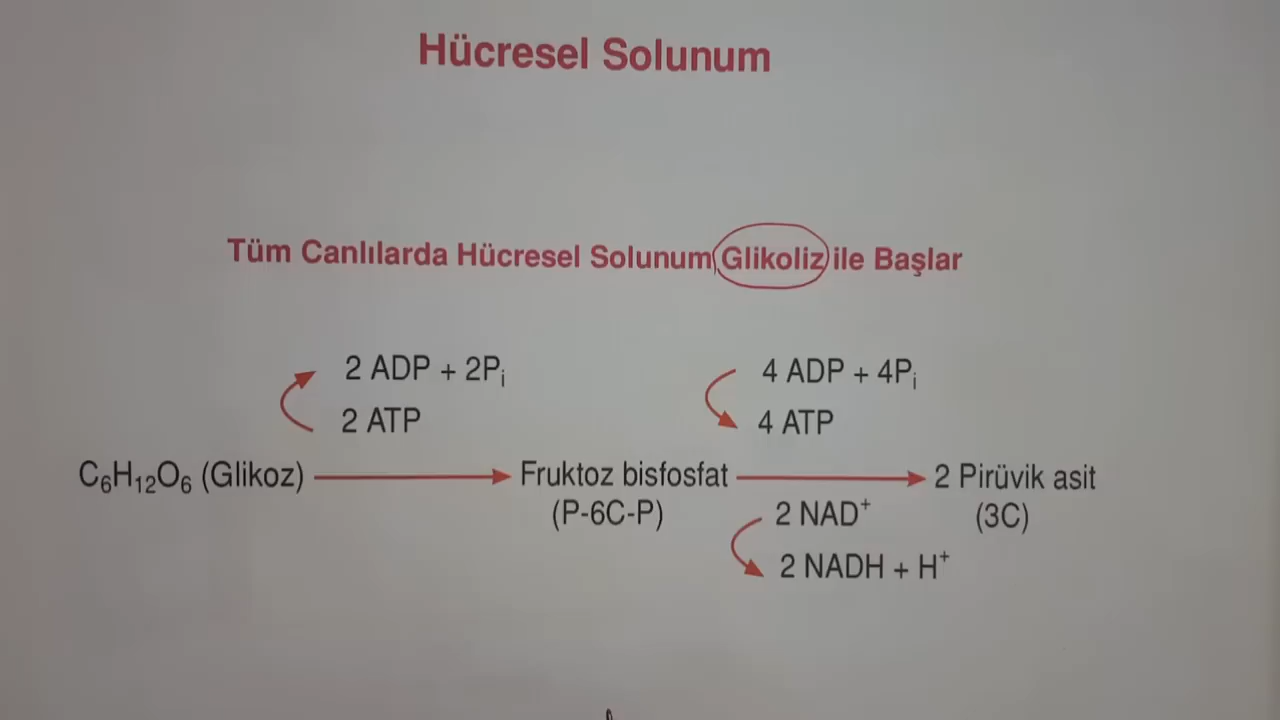 Hücresel Solunum
Tüm Canlılarda Hücresel Solunum Glikoliz ile Başlar
2 ADP + 2Pᵢ
2 ATP
4 ADP + 4Pᵢ
4 ATP
C₆H₁₂O₆ (Glikoz)
Fruktoz bisfosfat
(P-6C-P)
2 Pirüvik asit
(3C)
2 NAD⁺
2 NADH + H⁺